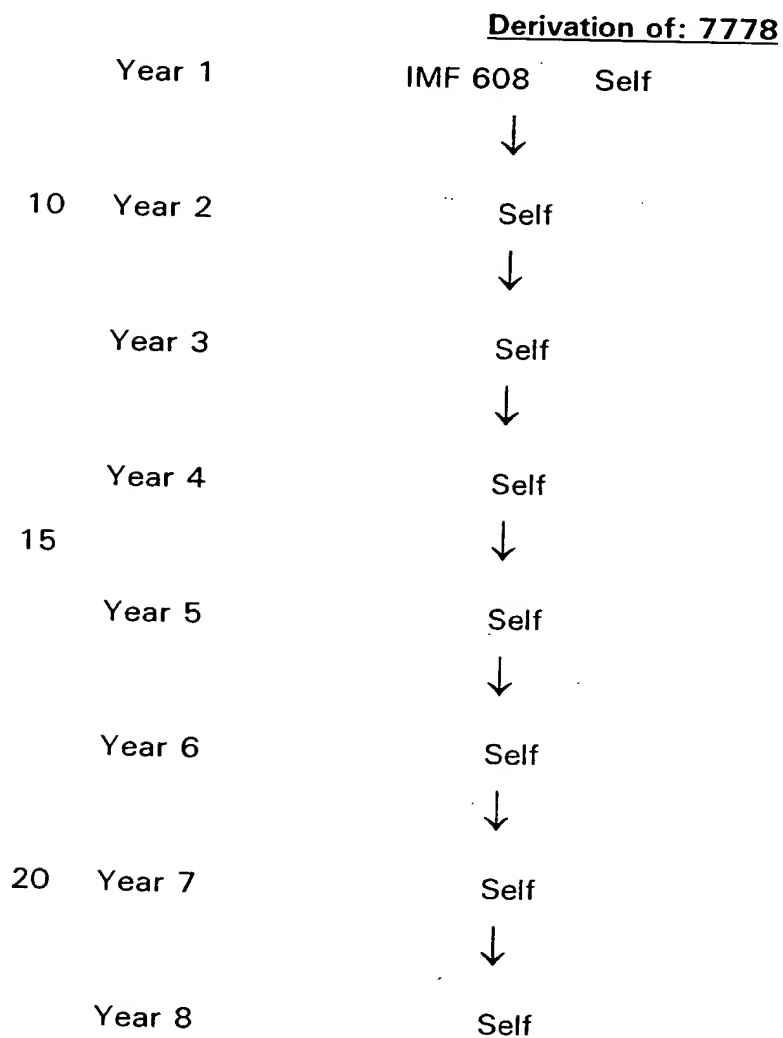 Derivation of: 7778
Year 1 IMF 608 Self
↓
10 Year 2 Self
↓
Year 3 Self
↓
Year 4 Self
15 ↓
Year 5 Self
↓
Year 6 Self
↓
20 Year 7 Self
↓
Year 8 Self